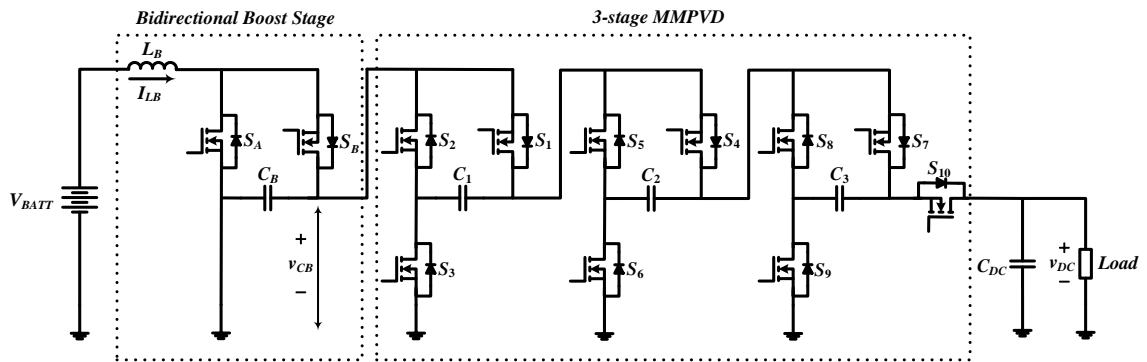 Bidirectional Boost Stage
3-stage MMPVD
L_B
I_LB
S_A
S_B
S_2
S_1
S_5
S_4
S_8
S_7
C_B
C_1
C_2
C_3
S_10
V_BATT
+
v_CB
−
S_3
S_6
S_9
C_DC
+
v_DC
−
Load